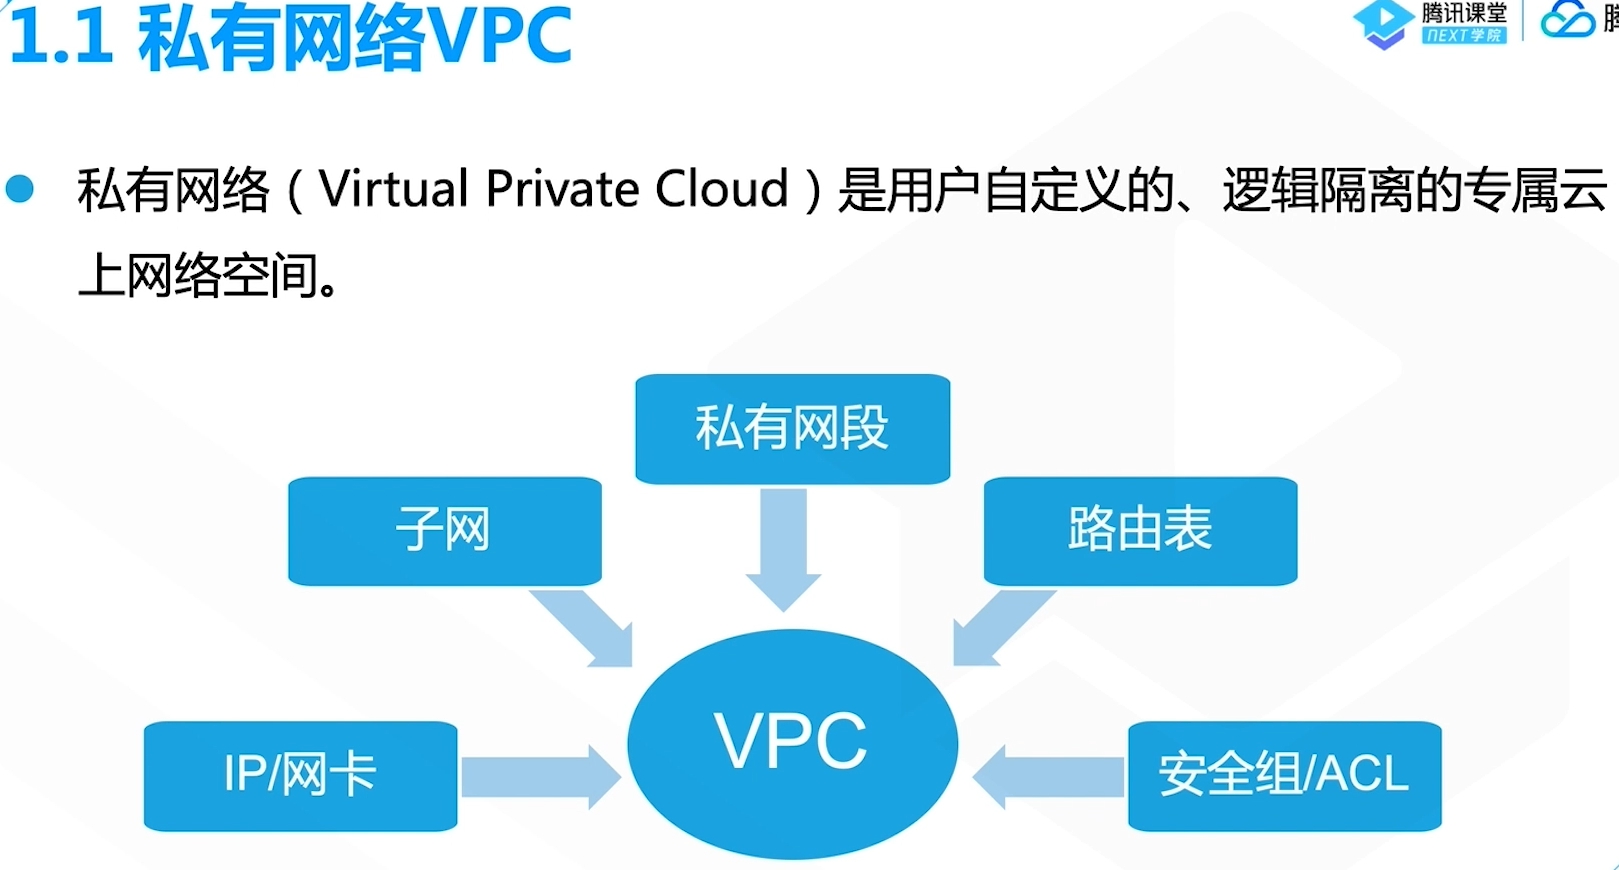 1.1 私有网络VPC
腾讯课堂
NEXT学院
私有网络（Virtual Private Cloud）是用户自定义的、逻辑隔离的专属云
上网络空间。
私有网段
子网
路由表
VPC
IP/网卡
安全组/ACL